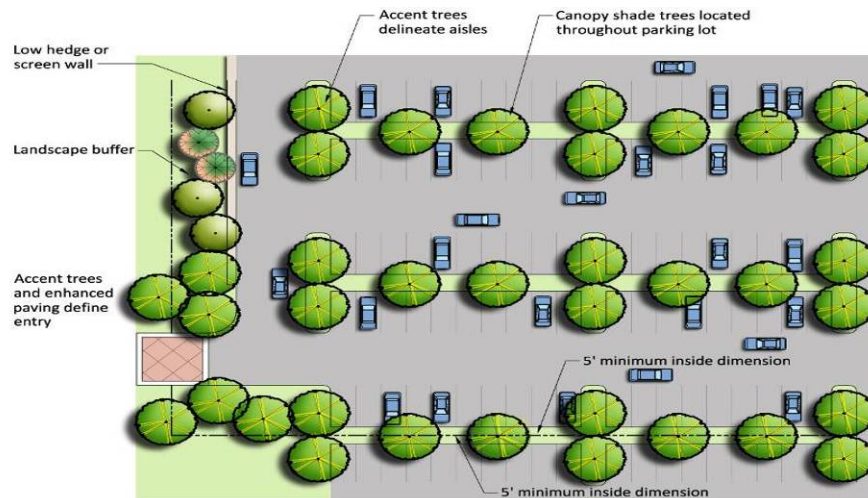 Accent trees
delineate aisles
Canopy shade trees located
throughout parking lot
Low hedge or
screen wall
Landscape buffer
Accent trees
and enhanced
paving define
entry
5' minimum inside dimension
5' minimum inside dimension